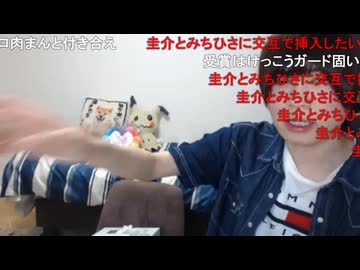 コ肉まんと付き合え
圭介とみちひさに交互で挿入したい
受賞はけっこうガード固い
圭介とみちひさに交互で
圭介とみちひさに交
圭介とみちひ
圭介と
圭
TOMMY